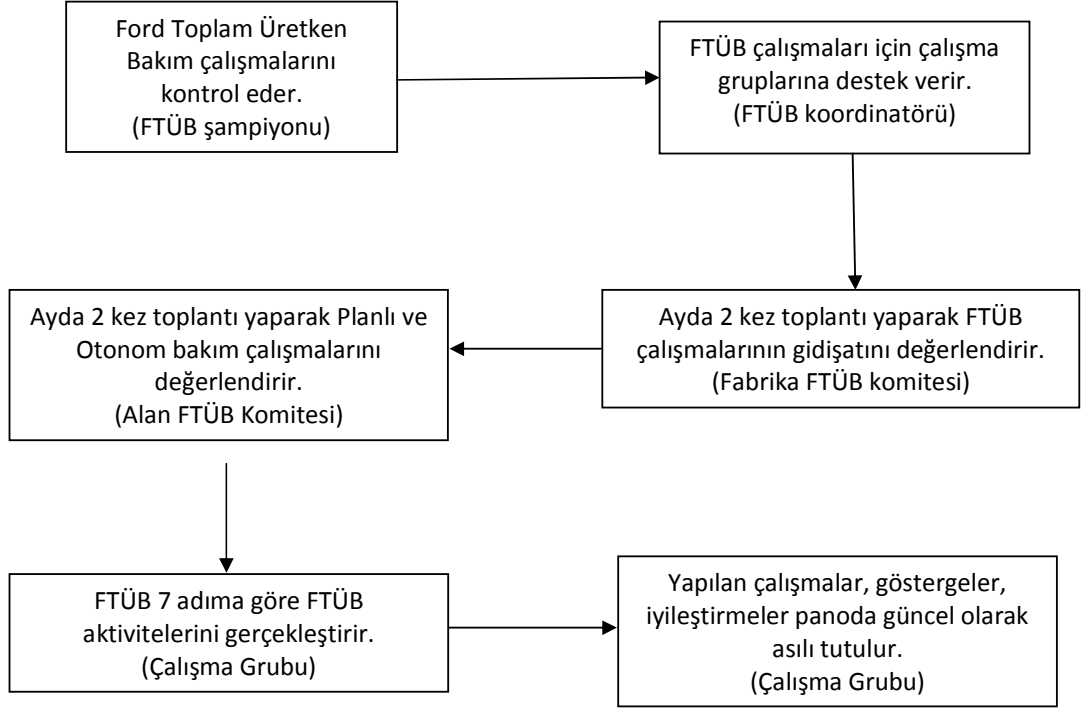 Ford Toplam Üretken
Bakım çalışmalarını
kontrol eder.
(FTÜB şampiyonu)
FTÜB çalışmaları için çalışma
gruplarına destek verir.
(FTÜB koordinatörü)
Ayda 2 kez toplantı yaparak FTÜB
çalışmalarının gidişatını değerlendirir.
(Fabrika FTÜB komitesi)
Ayda 2 kez toplantı yaparak Planlı ve
Otonom bakım çalışmalarını
değerlendirir.
(Alan FTÜB Komitesi)
FTÜB 7 adıma göre FTÜB
aktivitelerini gerçekleştirir.
(Çalışma Grubu)
Yapılan çalışmalar, göstergeler,
iyileştirmeler panoda güncel olarak
asılı tutulur.
(Çalışma Grubu)